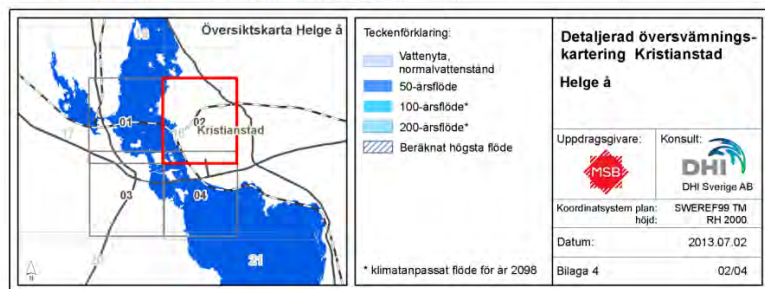 Översiktskarta Helge å
01
02
Kristianstad
03
04
21
N
Teckenförklaring:
Vattenyta,
normalvattenstånd
50-årsflöde
100-årsflöde*
200-årsflöde*
Beräknat högsta flöde
* klimatanpassat flöde för år 2098
Detaljerad översvämnings-
kartering Kristianstad
Helge å
Uppdragsgivare:
MSB
Konsult:
DHI
DHI Sverige AB
Koordinatsystem plan: SWEREF99 TM
höjd: RH 2000
Datum: 2013.07.02
Bilaga 4 02/04